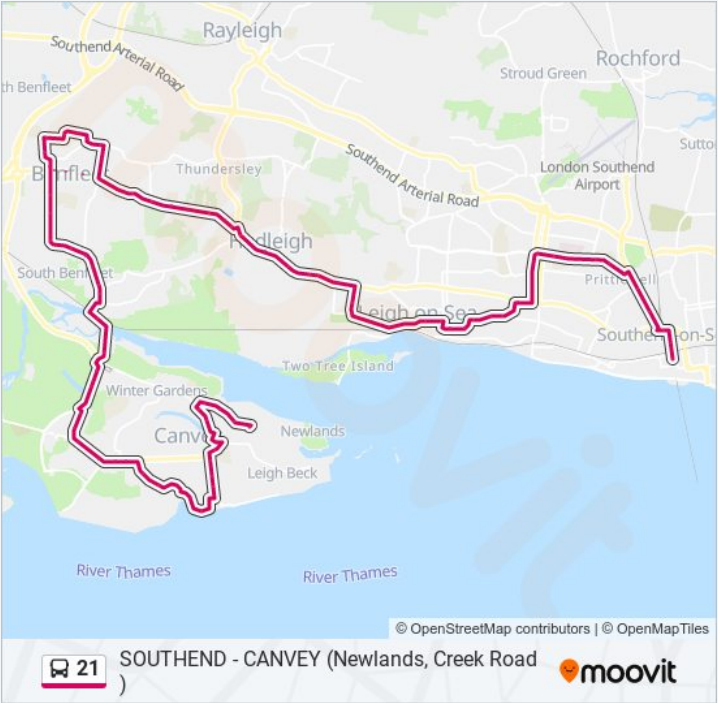 Rayleigh
Southend Arterial Road
Rochford
Stroud Green
th Benfleet
Sutto
London Southend
Airport
Thundersley
Southend Arterial Road
Benfle
Hadleigh
South Benfleet
Prittlewell
Leigh on Sea
Southend-on-S
Two Tree Island
Winter Gardens
Canvey
Newlands
Leigh Beck
River Thames
River Thames
© OpenStreetMap contributors | © OpenMapTiles
21
SOUTHEND - CANVEY (Newlands, Creek Road
)
moovit